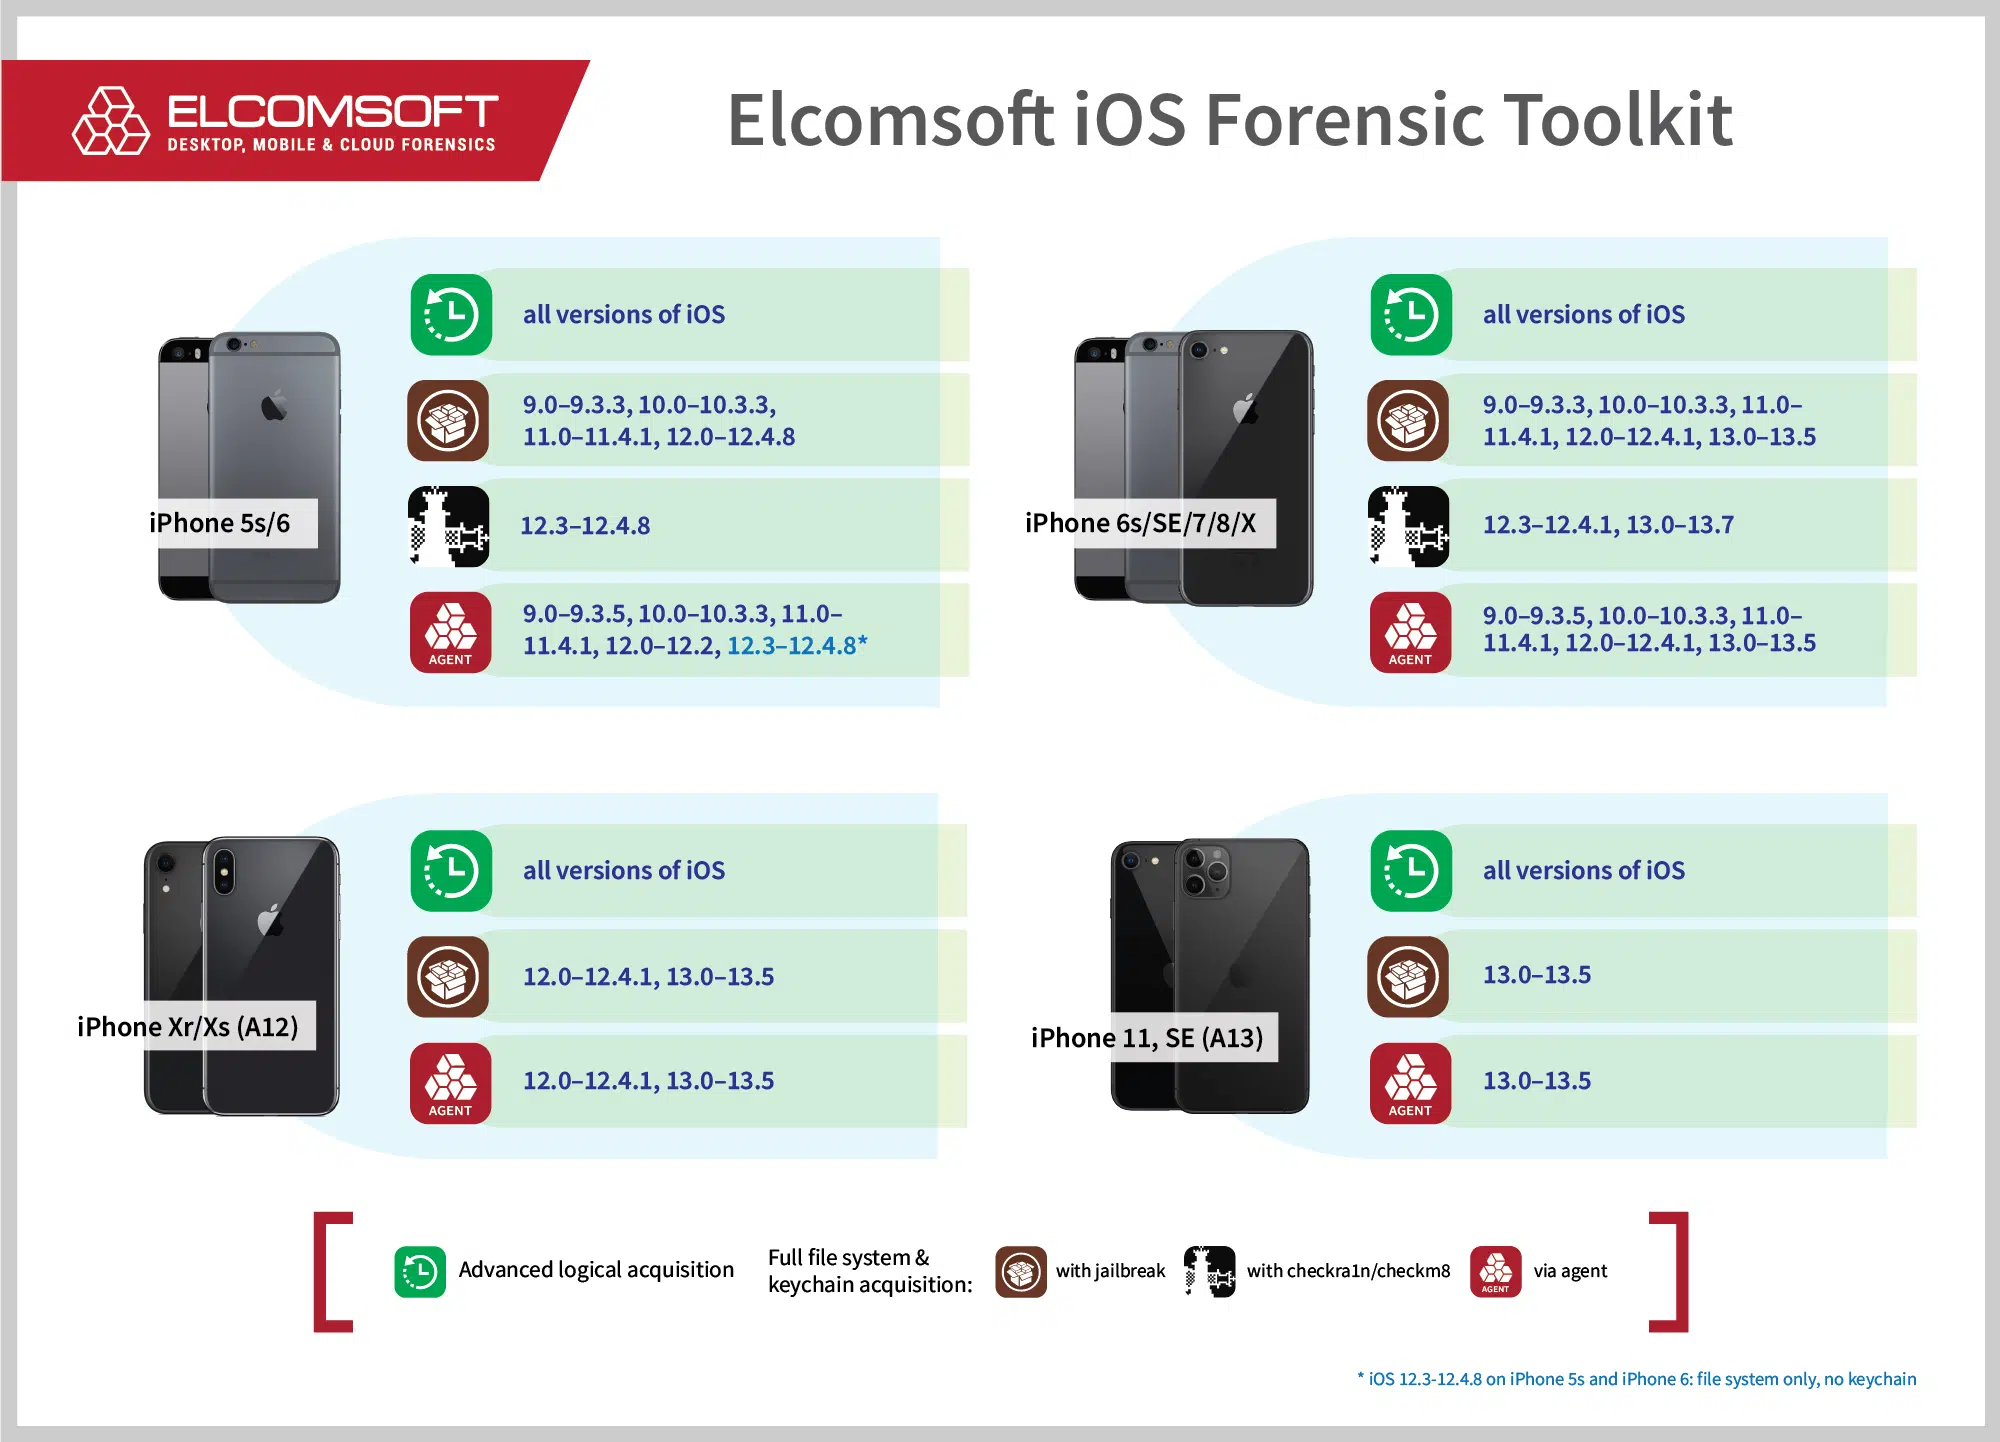 ELCOMSOFT
DESKTOP, MOBILE & CLOUD FORENSICS
Elcomsoft iOS Forensic Toolkit
iPhone 5s/6
all versions of iOS
9.0–9.3.3, 10.0–10.3.3,
11.0–11.4.1, 12.0–12.4.8
12.3–12.4.8
AGENT
9.0–9.3.5, 10.0–10.3.3, 11.0–
11.4.1, 12.0–12.2, 12.3–12.4.8*
iPhone 6s/SE/7/8/X
all versions of iOS
9.0–9.3.3, 10.0–10.3.3, 11.0–
11.4.1, 12.0–12.4.1, 13.0–13.5
12.3–12.4.1, 13.0–13.7
AGENT
9.0–9.3.5, 10.0–10.3.3, 11.0–
11.4.1, 12.0–12.4.1, 13.0–13.5
iPhone Xr/Xs (A12)
all versions of iOS
12.0–12.4.1, 13.0–13.5
AGENT
12.0–12.4.1, 13.0–13.5
iPhone 11, SE (A13)
all versions of iOS
13.0–13.5
AGENT
13.0–13.5
Advanced logical acquisition
Full file system &
keychain acquisition:
with jailbreak
with checkra1n/checkm8
AGENT
via agent
* iOS 12.3-12.4.8 on iPhone 5s and iPhone 6: file system only, no keychain